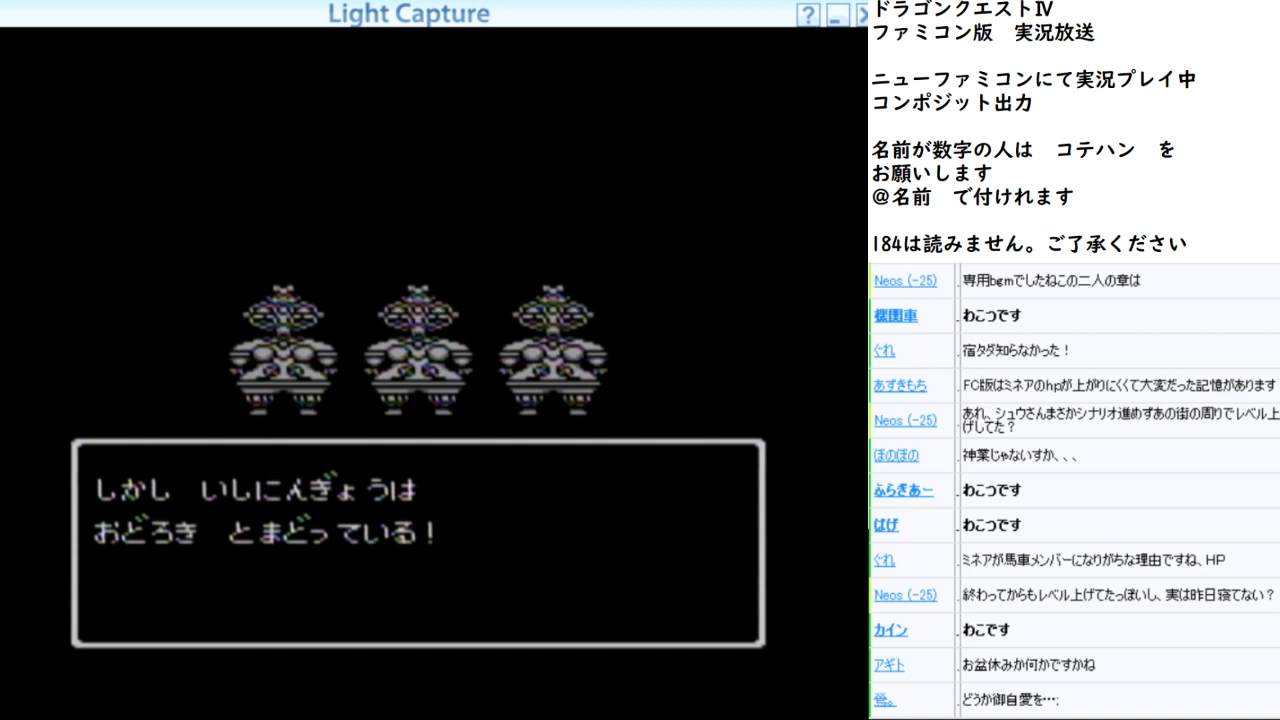 Light Capture
しかし　いしにんぎょうは
おどろき　とまどっている！
ドラゴンクエストⅣ
ファミコン版　実況放送
ニューファミコンにて実況プレイ中
コンポジット出力
名前が数字の人は　コテハン　を
お願いします
＠名前　で付けれます
184は読みません。ご了承ください
Neos (-25) 専用bgmでしたねこの二人の章は
機関車 わこつです
ぐれ 宿タダ知らなかった！
あずきもち FC版はミネアのhpが上がりにくくて大変だった記憶があります
Neos (-25) あれ、シュウさんまさかシナリオ進めずあの街の周りでレベル上
げしてた？
ぽのぽの 神業じゃないすか、、、
ふらぎあー わこつです
ばげ わこつです
ぐれ ミネアが馬車メンバーになりがちな理由ですね、HP
Neos (-25) 終わってからもレベル上げてたっぽいし、実は昨日寝てない？
カイン わこです
アギト お盆休みか何かですかね
どうか御自愛を…;